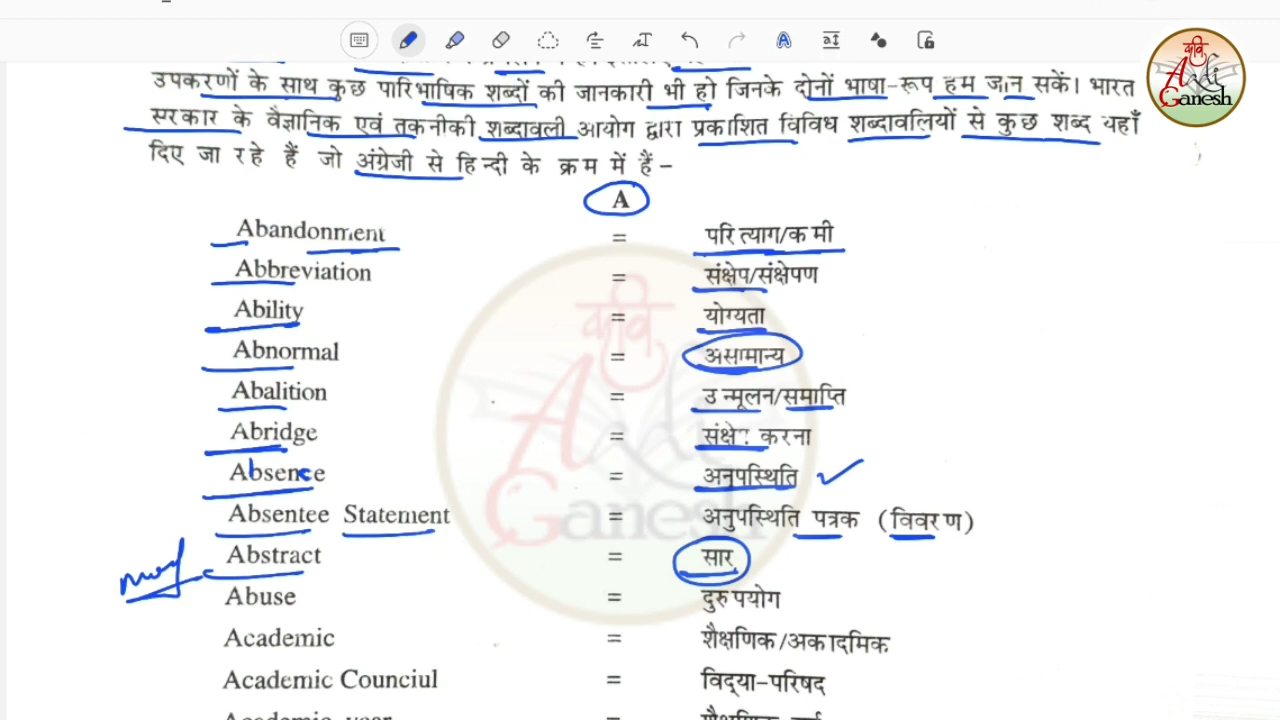 कवि
Aadi
Ganesh
उपकरणों के साथ कुछ पारिभाषिक शब्दों की जानकारी भी हो जिनके दोनों भाषा-रूप हम जान सकें। भारत
सरकार के वैज्ञानिक एवं तकनीकी शब्दावली आयोग द्वारा प्रकाशित विविध शब्दावलियों से कुछ शब्द यहाँ
दिए जा रहे हैं जो अंग्रेजी से हिन्दी के क्रम में हैं –
A
Abandonment = परित्याग/कमी
Abbreviation = संक्षेप/संक्षेपण
Ability = योग्यता
Abnormal = असामान्य
Abalition = उन्मूलन/समाप्ति
Abridge = करना
Absence = अनुपस्थिति
Absentee Statement = अनुपस्थिति पत्रक (विवरण)
Abstract = सार
Abuse = दुरुपयोग
Academic = शैक्षणिक/अकादमिक
Academic Counciul = विद्या-परिषद